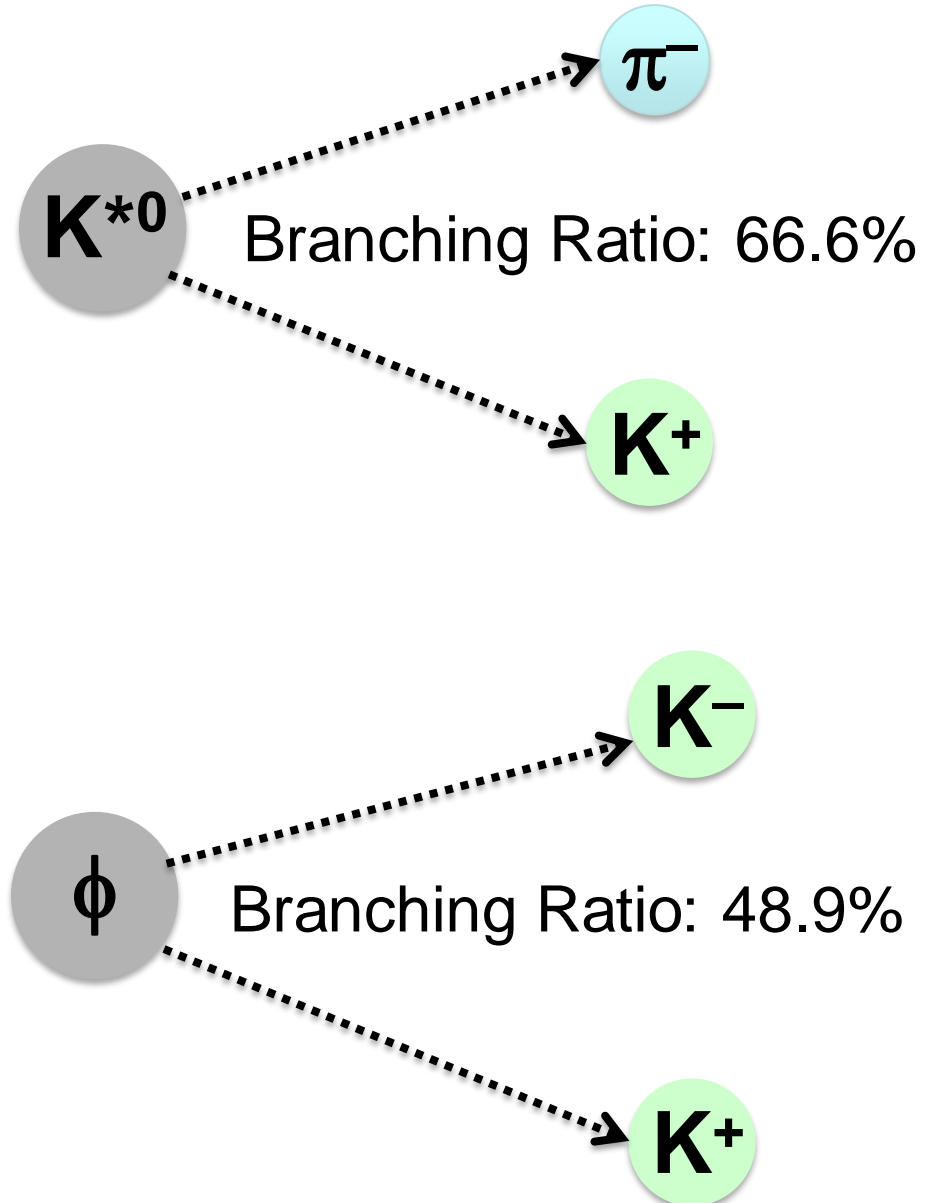 π⁻
K*⁰
Branching Ratio: 66.6%
K⁺
K⁻
ϕ
Branching Ratio: 48.9%
K⁺